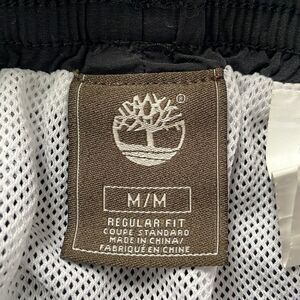 ®
M/M
REGULAR FIT
COUPE STANDARD
MADE IN CHINA/
FABRIQUÉ EN CHINE